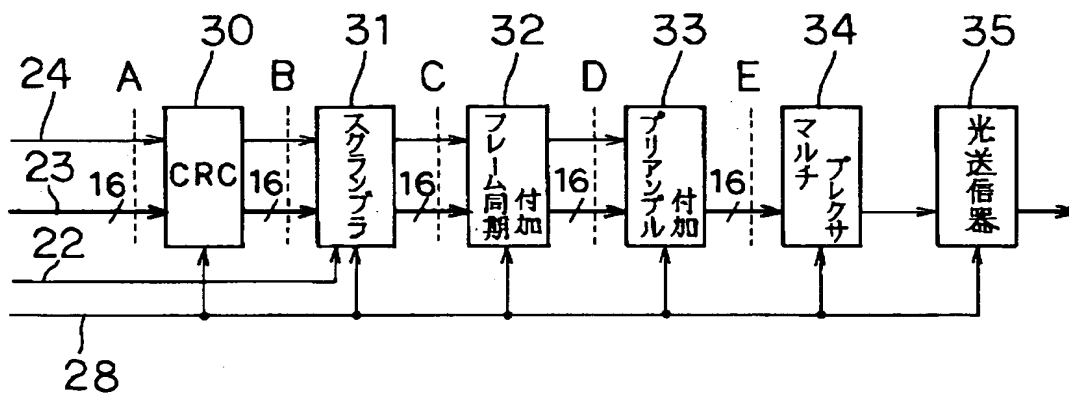 30
31
32
33
34
35
24
A
B
C
D
E
CRC
スクランブラ
フレーム同期
付加
プリアンブル
付加
マルチ
プレクサ
光送信器
23
16
16
16
16
16
22
28